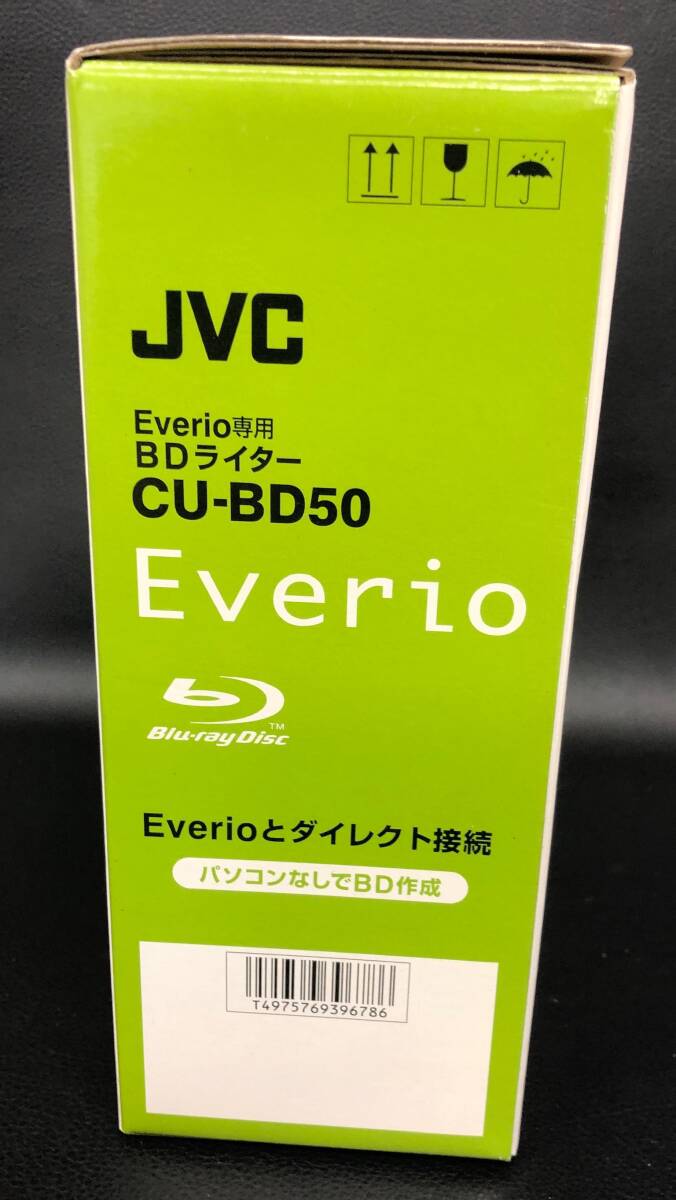 JVC
Everio専用
BDライター
CU-BD50
Everio
Blu-ray Disc TM
Everioとダイレクト接続
パソコンなしでBD作成
T4975769396786